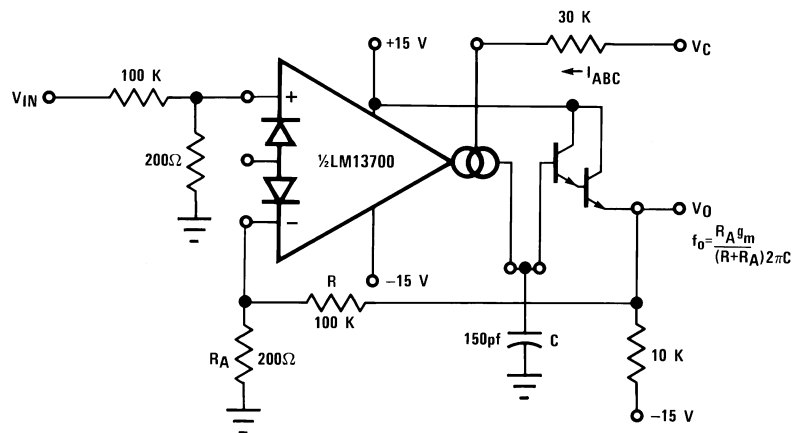 30 K
+15 V
V_C
I_ABC
100 K
V_IN
+
200Ω
½LM13700
−
V_O
f_o = R_A g_m / (R+R_A) 2πC
−15 V
R
100 K
150pf
C
R_A
200Ω
10 K
−15 V